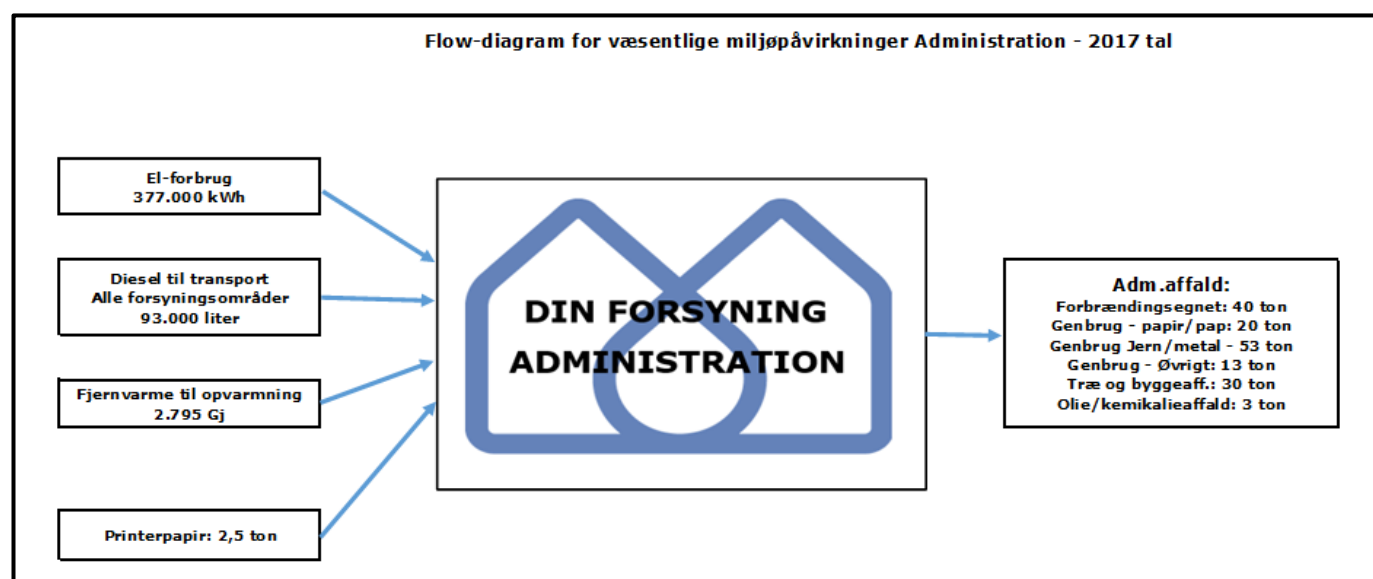 Flow-diagram for væsentlige miljøpåvirkninger Administration - 2017 tal
El-forbrug
377.000 kWh
Diesel til transport
Alle forsyningsområder
93.000 liter
Fjernvarme til opvarmning
2.795 Gj
Printerpapir: 2,5 ton
DIN FORSYNING
ADMINISTRATION
Adm.affald:
Forbrændingsegnet: 40 ton
Genbrug - papir/pap: 20 ton
Genbrug Jern/metal - 53 ton
Genbrug - Øvrigt: 13 ton
Træ og byggeaff.: 30 ton
Olie/kemikalieaffald: 3 ton